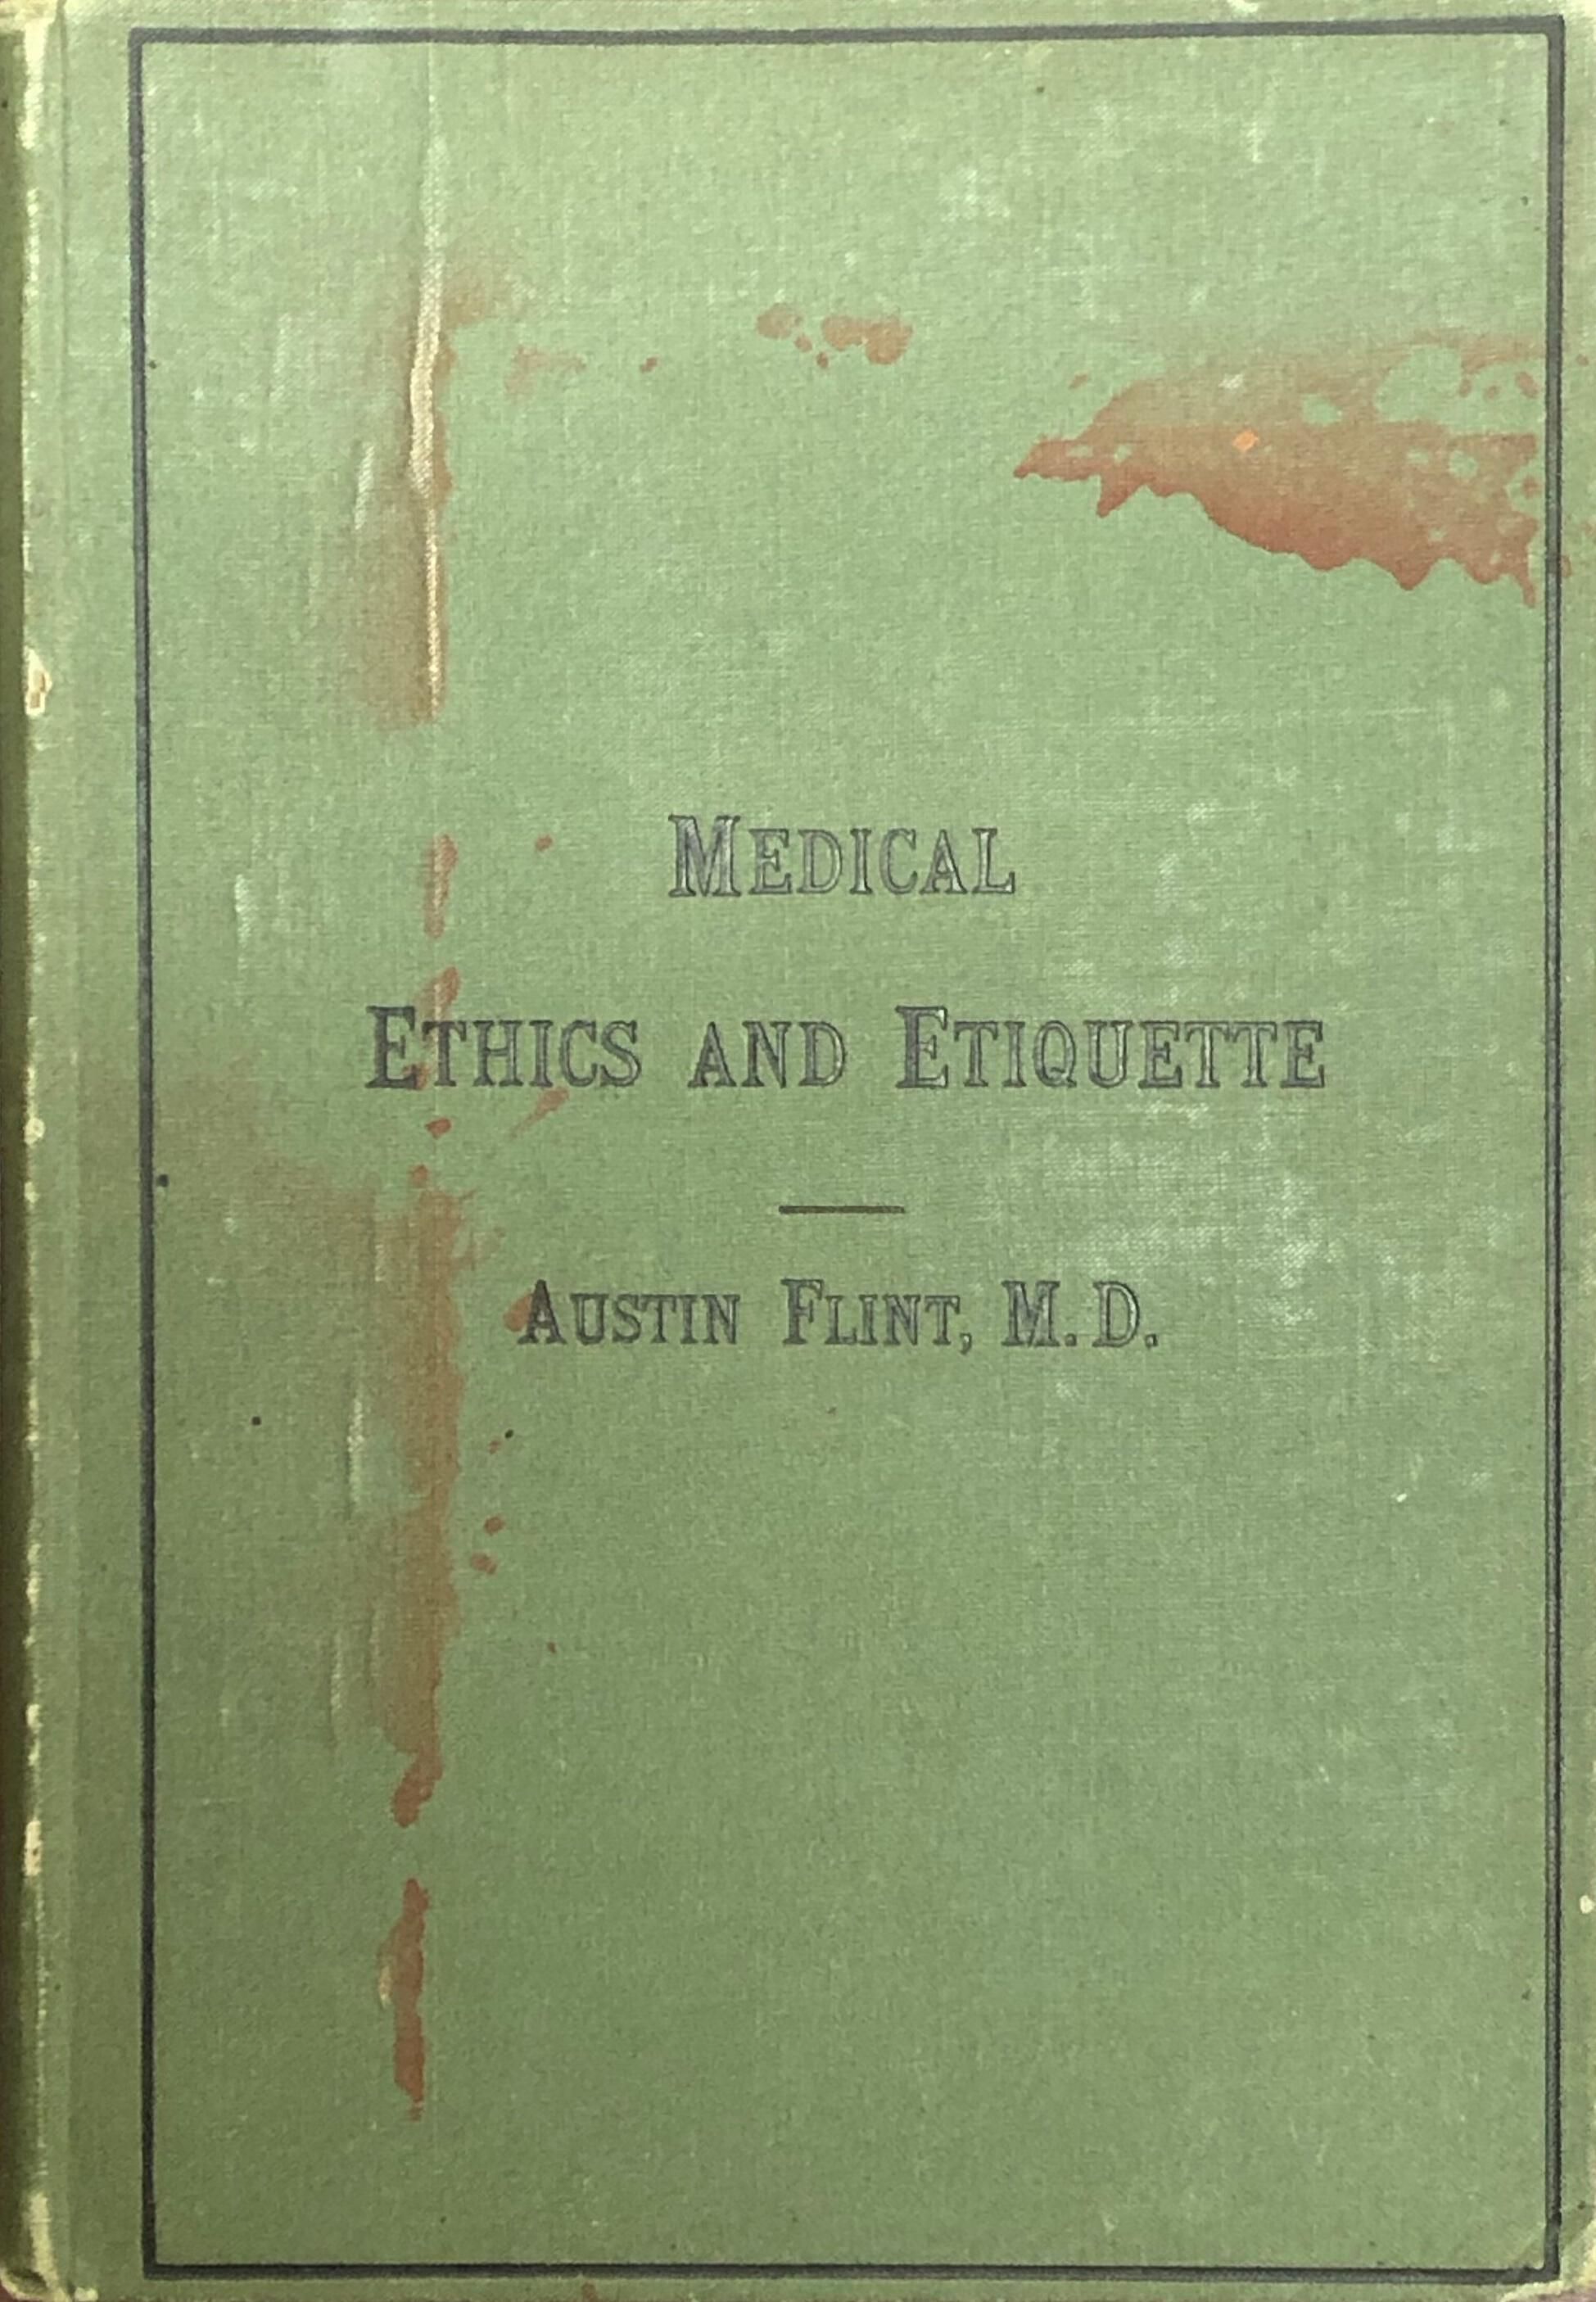 MEDICAL
ETHICS AND ETIQUETTE
AUSTIN FLINT, M. D.